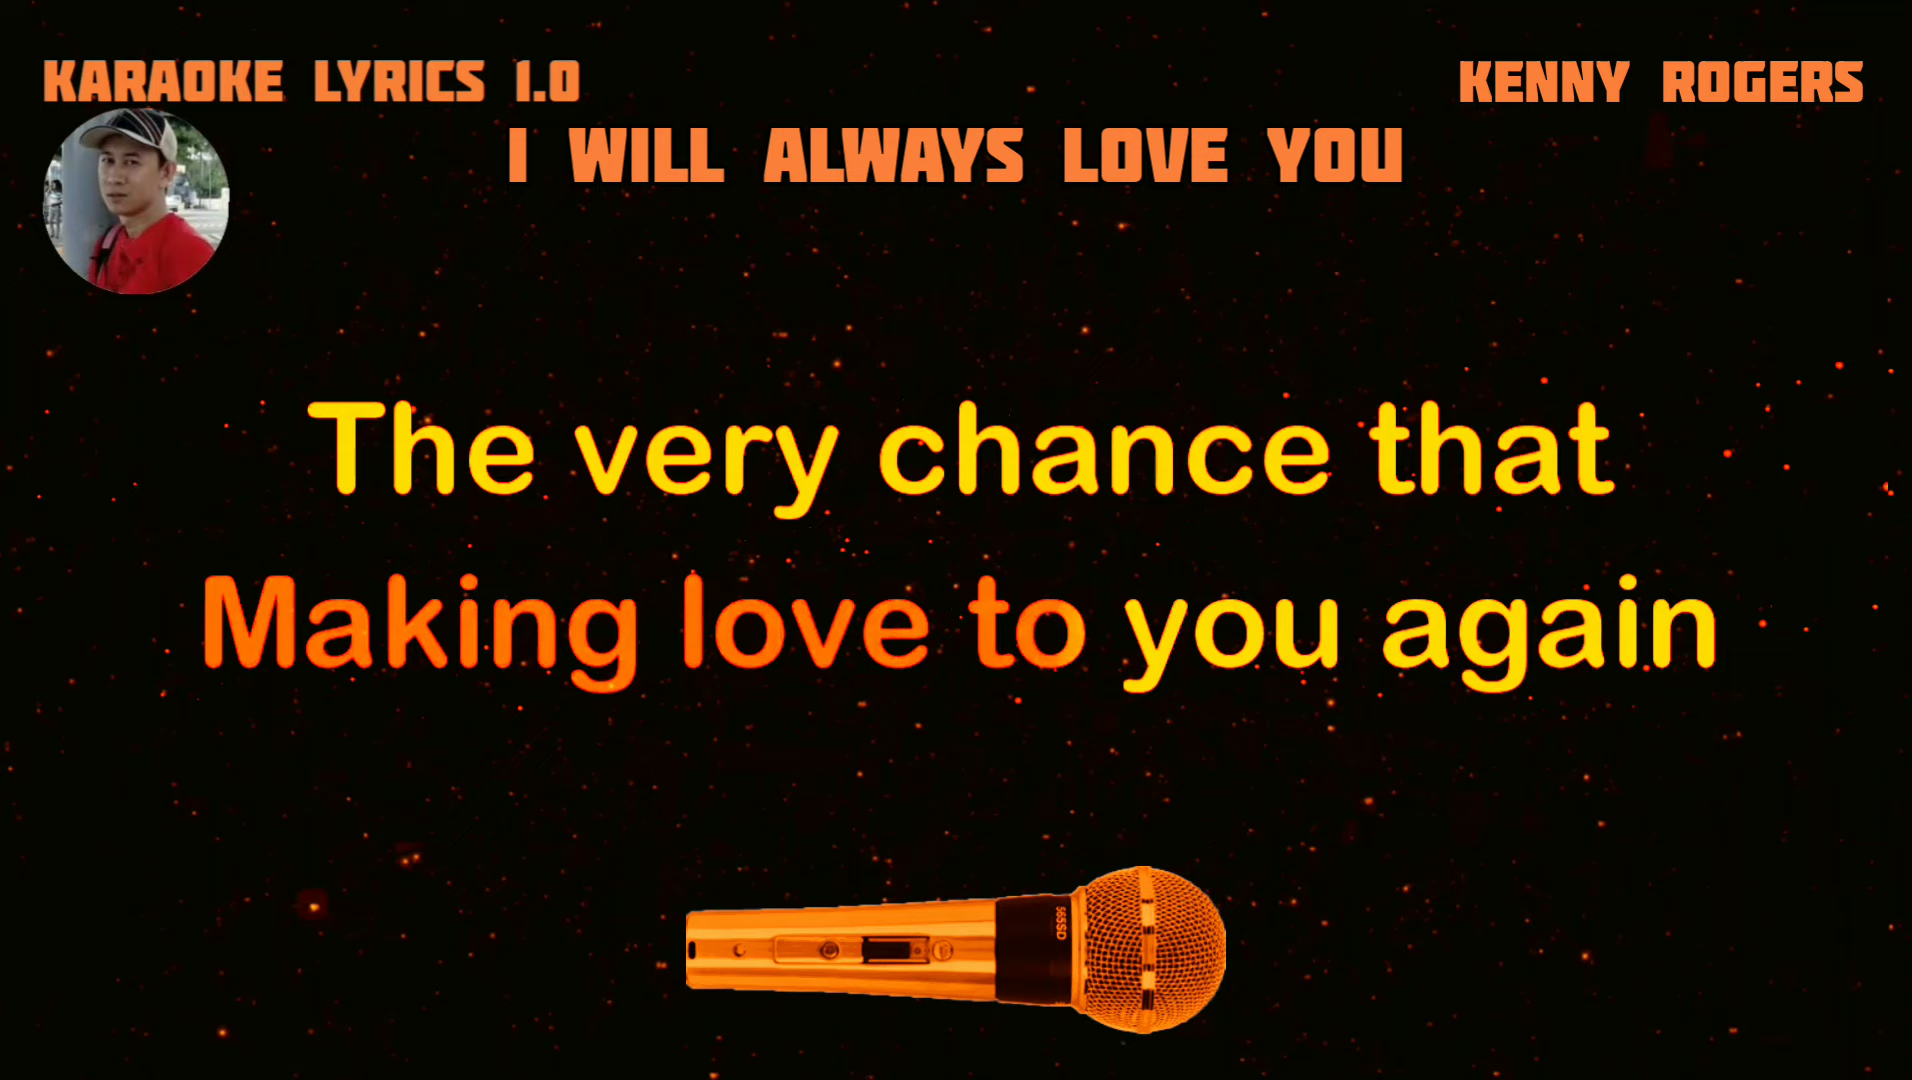 KARAOKE LYRICS 1.0
KENNY ROGERS
I WILL ALWAYS LOVE YOU
The very chance that
Making love to you again
565SD